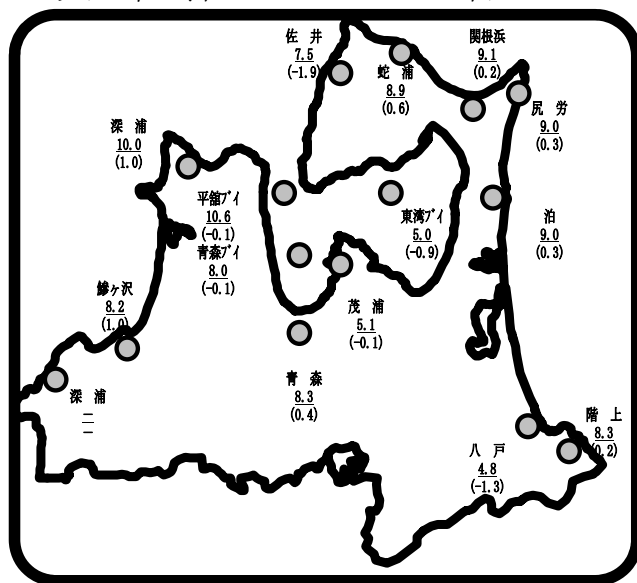 佐 井
7.5
(-1.9)
蛇 浦
8.9
(0.6)
関根浜
9.1
(0.2)
尻 労
9.0
(0.3)
深 浦
10.0
(1.0)
平舘ブイ
10.6
(-0.1)
青森ブイ
8.0
(-0.1)
東湾ブイ
5.0
(-0.9)
泊
9.0
(0.3)
鰺ヶ沢
8.2
(1.0)
茂 浦
5.1
(-0.1)
深 浦
—
—
青 森
8.3
(0.4)
八 戸
4.8
(-1.3)
階 上
8.3
(0.2)